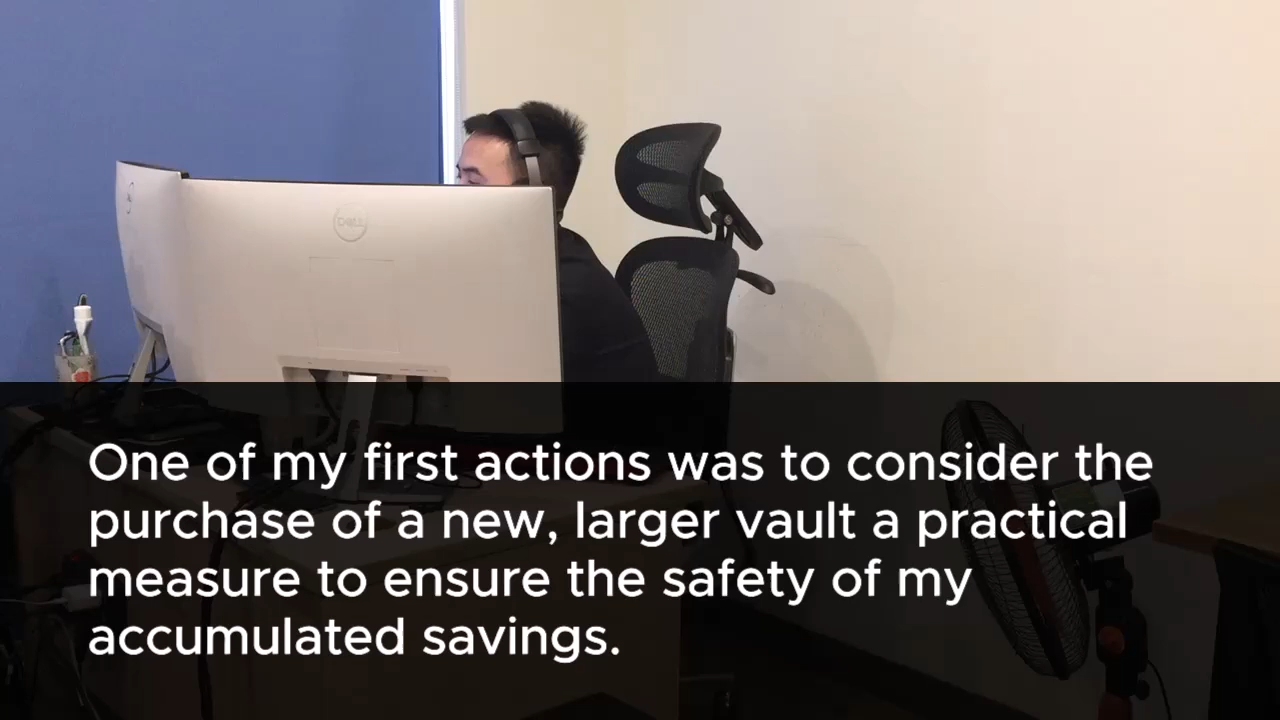 DELL
One of my first actions was to consider the
purchase of a new, larger vault a practical
measure to ensure the safety of my
accumulated savings.